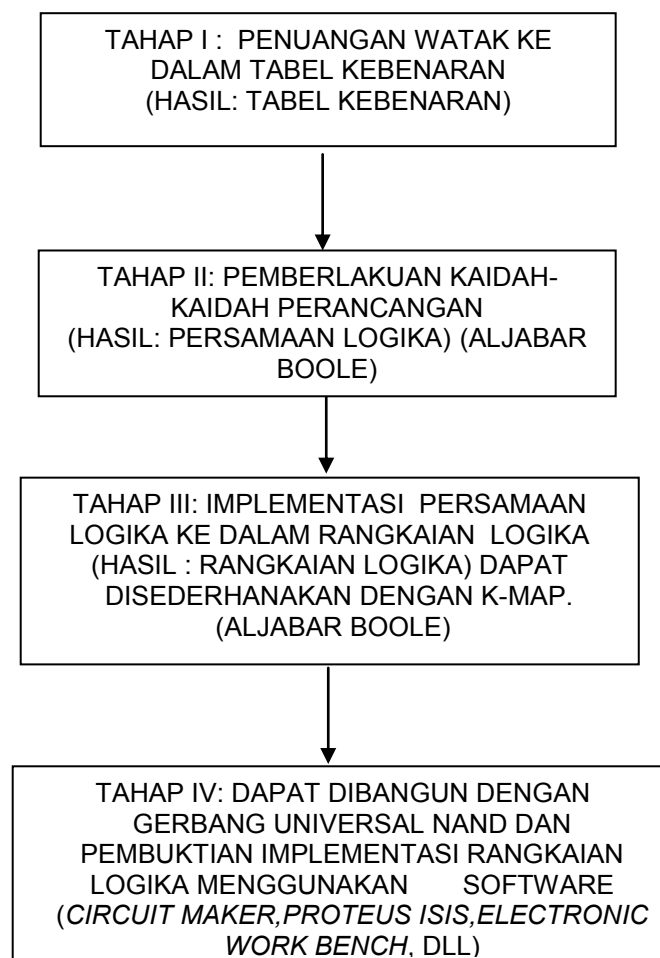 TAHAP I : PENUANGAN WATAK KE
DALAM TABEL KEBENARAN
(HASIL: TABEL KEBENARAN)
TAHAP II: PEMBERLAKUAN KAIDAH-
KAIDAH PERANCANGAN
(HASIL: PERSAMAAN LOGIKA) (ALJABAR
BOOLE)
TAHAP III: IMPLEMENTASI PERSAMAAN
LOGIKA KE DALAM RANGKAIAN LOGIKA
(HASIL : RANGKAIAN LOGIKA) DAPAT
DISEDERHANAKAN DENGAN K-MAP.
(ALJABAR BOOLE)
TAHAP IV: DAPAT DIBANGUN DENGAN
GERBANG UNIVERSAL NAND DAN
PEMBUKTIAN IMPLEMENTASI RANGKAIAN
LOGIKA MENGGUNAKAN SOFTWARE
(CIRCUIT MAKER,PROTEUS ISIS,ELECTRONIC
WORK BENCH, DLL)